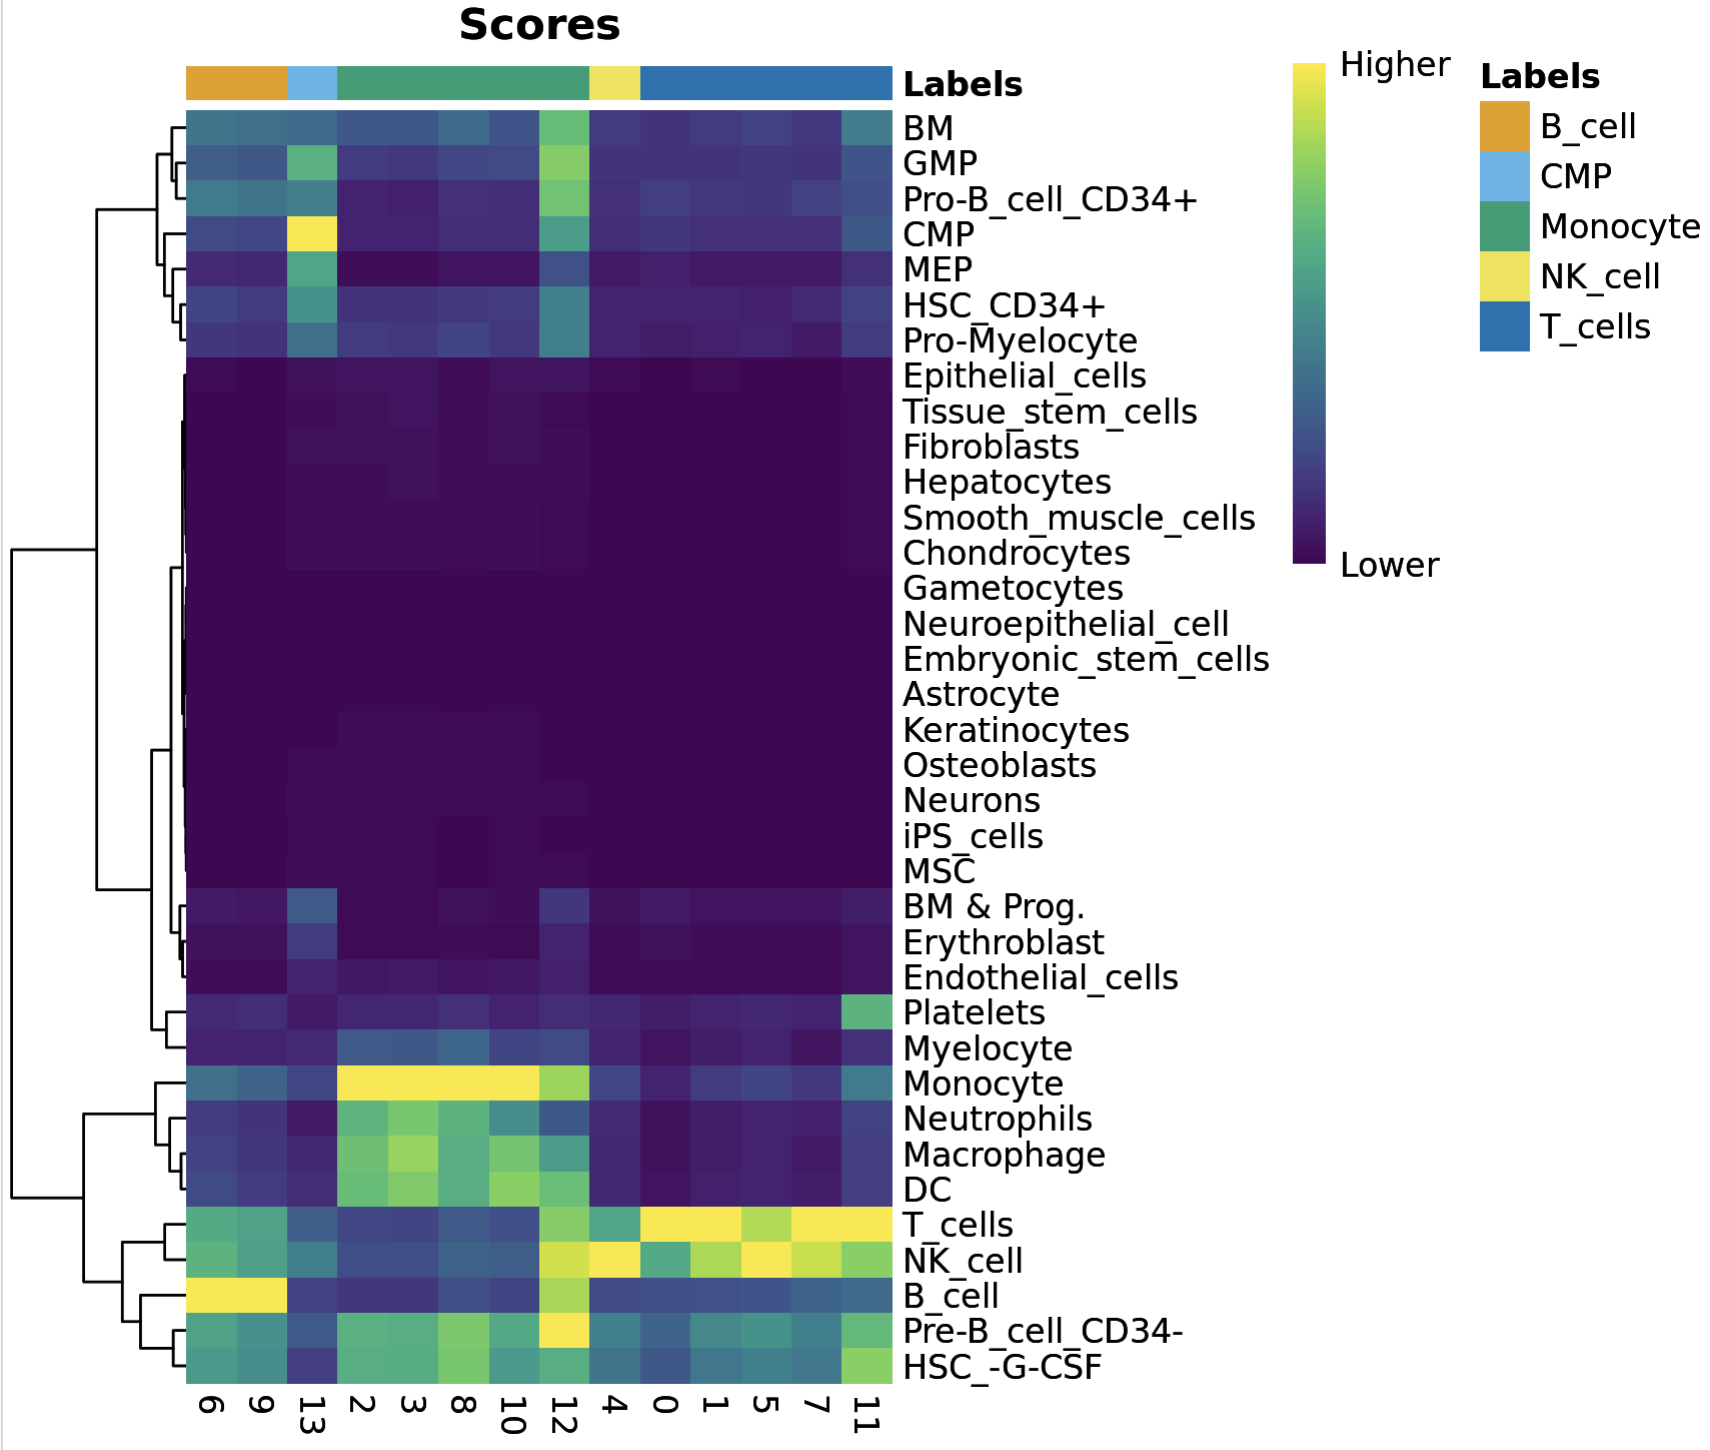 Scores
Labels
BM
GMP
Pro-B_cell_CD34+
CMP
MEP
HSC_CD34+
Pro-Myelocyte
Epithelial_cells
Tissue_stem_cells
Fibroblasts
Hepatocytes
Smooth_muscle_cells
Chondrocytes
Gametocytes
Neuroepithelial_cell
Embryonic_stem_cells
Astrocyte
Keratinocytes
Osteoblasts
Neurons
iPS_cells
MSC
BM & Prog.
Erythroblast
Endothelial_cells
Platelets
Myelocyte
Monocyte
Neutrophils
Macrophage
DC
T_cells
NK_cell
B_cell
Pre-B_cell_CD34-
HSC_-G-CSF
6 9 13 2 3 8 10 12 4 0 1 5 7 11
Higher
Lower
Labels
B_cell
CMP
Monocyte
NK_cell
T_cells